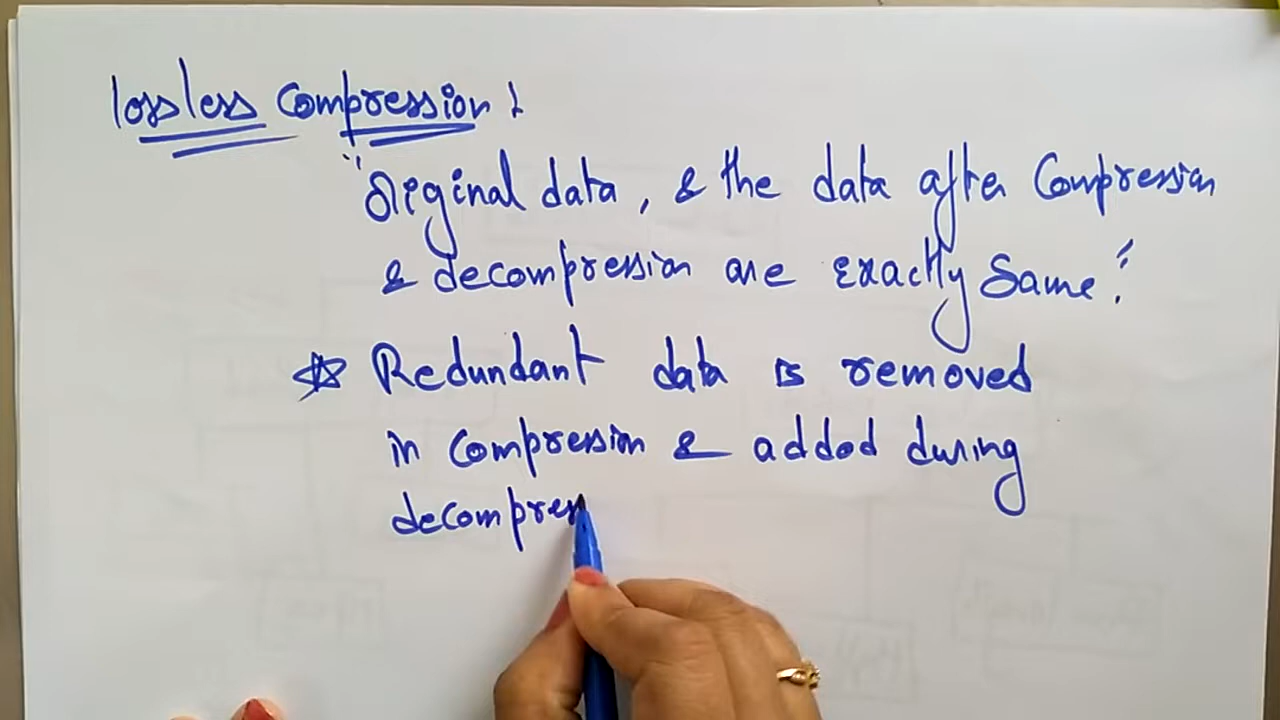 lossless Compression :
"Original data, & the data after Compression
& decompression are exactly Same."
☆ Redundant data is removed
in Compression & added during
decompres